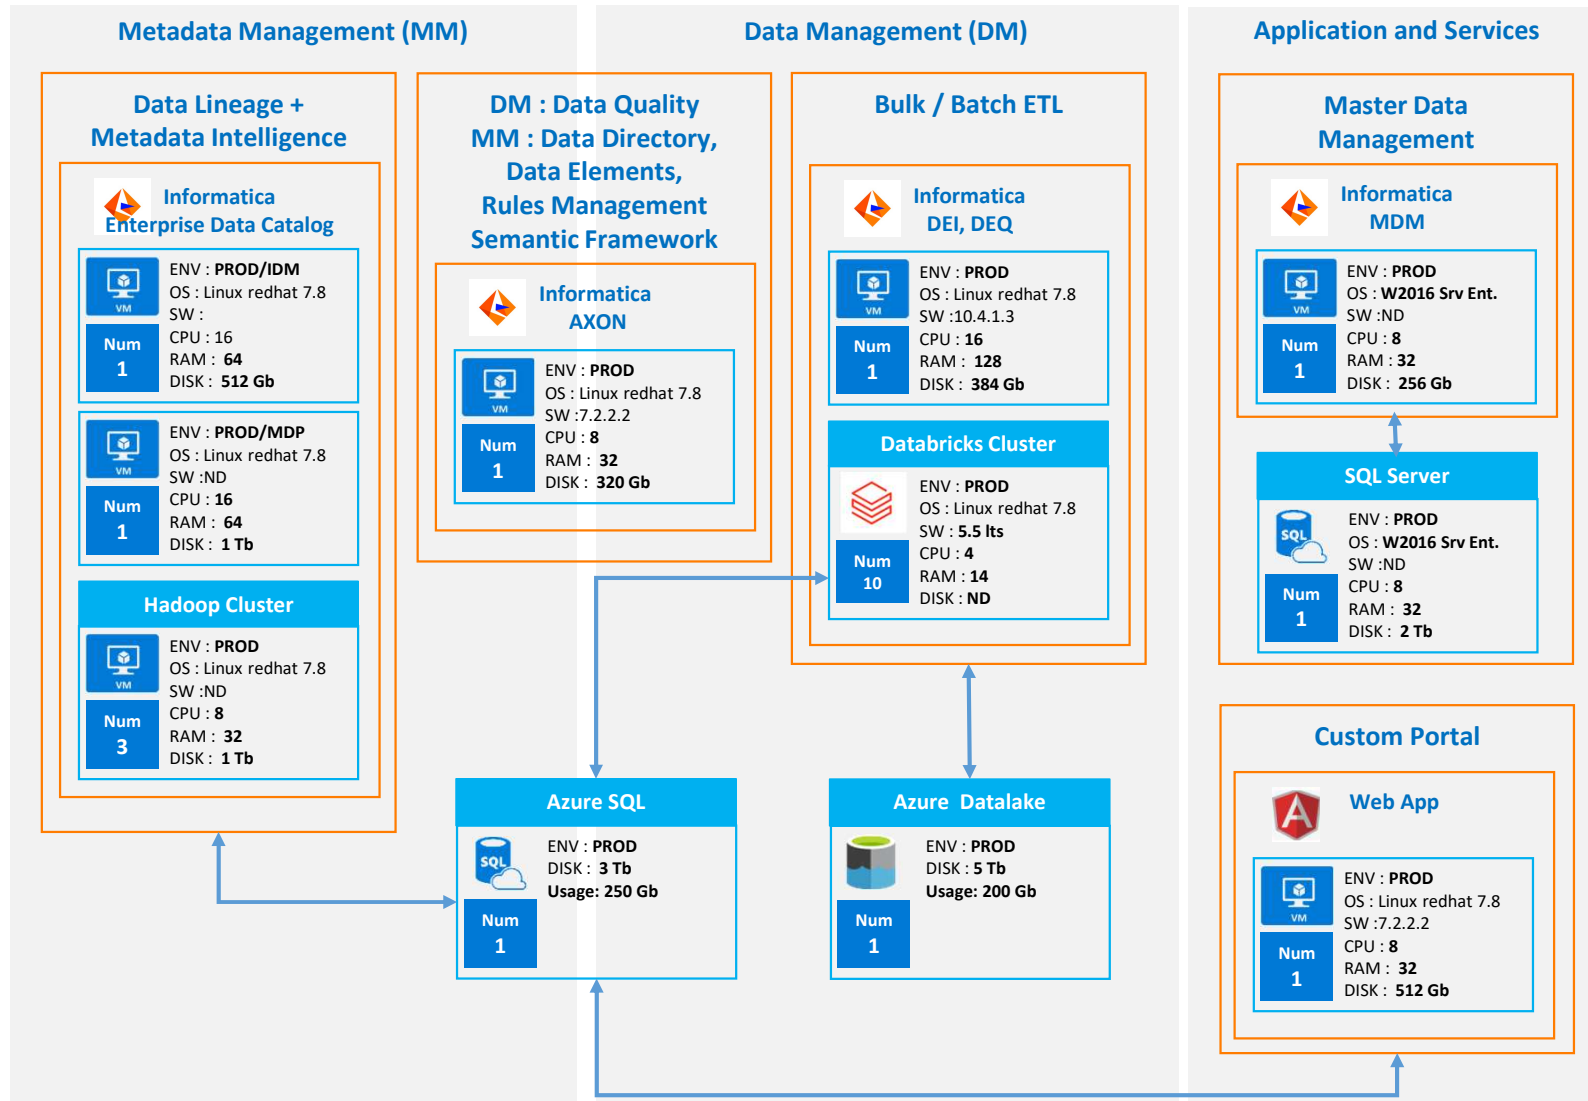 Metadata Management (MM)
Data Lineage +
Metadata Intelligence
Informatica
Enterprise Data Catalog
VM
Num
1
ENV : PROD/IDM
OS : Linux redhat 7.8
SW :
CPU : 16
RAM : 64
DISK : 512 Gb
VM
Num
1
ENV : PROD/MDP
OS : Linux redhat 7.8
SW :ND
CPU : 16
RAM : 64
DISK : 1 Tb
Hadoop Cluster
VM
Num
3
ENV : PROD
OS : Linux redhat 7.8
SW :ND
CPU : 8
RAM : 32
DISK : 1 Tb
DM : Data Quality
MM : Data Directory,
Data Elements,
Rules Management
Semantic Framework
Informatica
AXON
VM
Num
1
ENV : PROD
OS : Linux redhat 7.8
SW :7.2.2.2
CPU : 8
RAM : 32
DISK : 320 Gb
Azure SQL
SQL
Num
1
ENV : PROD
DISK : 3 Tb
Usage: 250 Gb
Data Management (DM)
Bulk / Batch ETL
Informatica
DEI, DEQ
VM
Num
1
ENV : PROD
OS : Linux redhat 7.8
SW :10.4.1.3
CPU : 16
RAM : 128
DISK : 384 Gb
Databricks Cluster
Num
10
ENV : PROD
OS : Linux redhat 7.8
SW : 5.5 lts
CPU : 4
RAM : 14
DISK : ND
Azure Datalake
Num
1
ENV : PROD
DISK : 5 Tb
Usage: 200 Gb
Application and Services
Master Data
Management
Informatica
MDM
VM
Num
1
ENV : PROD
OS : W2016 Srv Ent.
SW :ND
CPU : 8
RAM : 32
DISK : 256 Gb
SQL Server
SQL
Num
1
ENV : PROD
OS : W2016 Srv Ent.
SW :ND
CPU : 8
RAM : 32
DISK : 2 Tb
Custom Portal
Web App
VM
Num
1
ENV : PROD
OS : Linux redhat 7.8
SW :7.2.2.2
CPU : 8
RAM : 32
DISK : 512 Gb